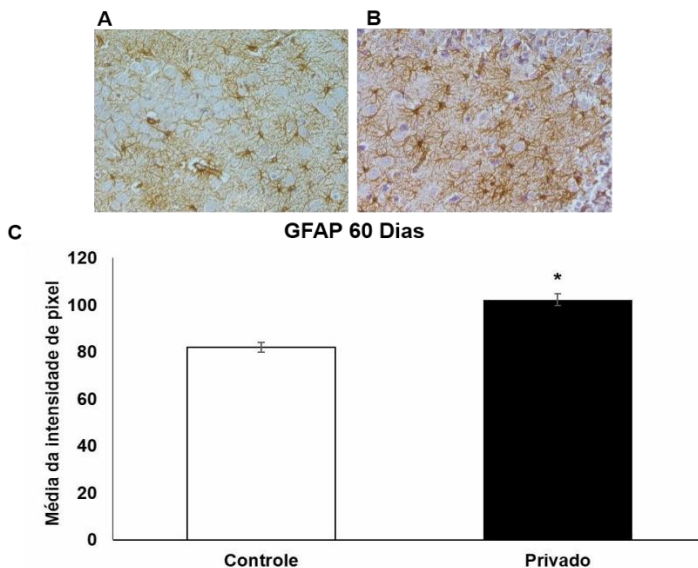 A
B
C
GFAP 60 Dias
Média da intensidade de pixel
120
100
80
60
40
20
0
*
Controle
Privado